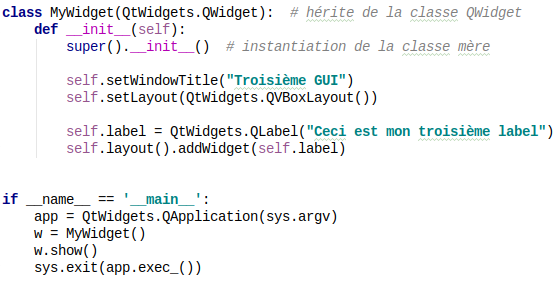 class MyWidget(QtWidgets.QWidget):  # hérite de la classe QWidget
    def __init__(self):
        super().__init__()  # instantiation de la classe mère
        self.setWindowTitle("Troisième GUI")
        self.setLayout(QtWidgets.QVBoxLayout())
        self.label = QtWidgets.QLabel("Ceci est mon troisième label")
        self.layout().addWidget(self.label)
if __name__ == '__main__':
    app = QtWidgets.QApplication(sys.argv)
    w = MyWidget()
    w.show()
    sys.exit(app.exec_())